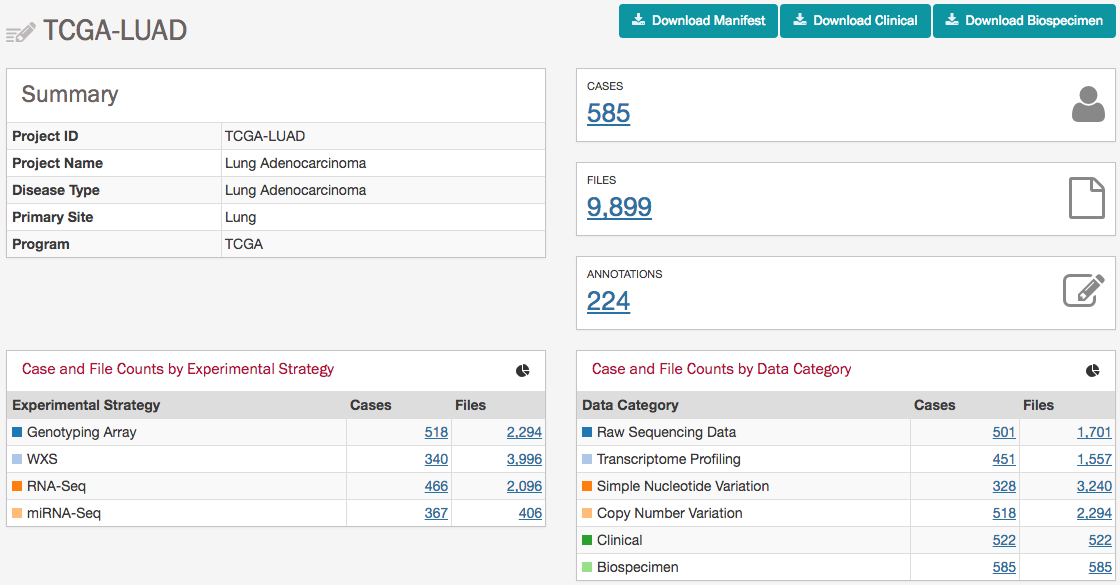 TCGA-LUAD
Download Manifest
Download Clinical
Download Biospecimen
Summary
Project ID TCGA-LUAD
Project Name Lung Adenocarcinoma
Disease Type Lung Adenocarcinoma
Primary Site Lung
Program TCGA
CASES
585
FILES
9,899
ANNOTATIONS
224
Case and File Counts by Experimental Strategy
Experimental Strategy Cases Files
Genotyping Array 518 2,294
WXS 340 3,996
RNA-Seq 466 2,096
miRNA-Seq 367 406
Case and File Counts by Data Category
Data Category Cases Files
Raw Sequencing Data 501 1,701
Transcriptome Profiling 451 1,557
Simple Nucleotide Variation 328 3,240
Copy Number Variation 518 2,294
Clinical 522 522
Biospecimen 585 585